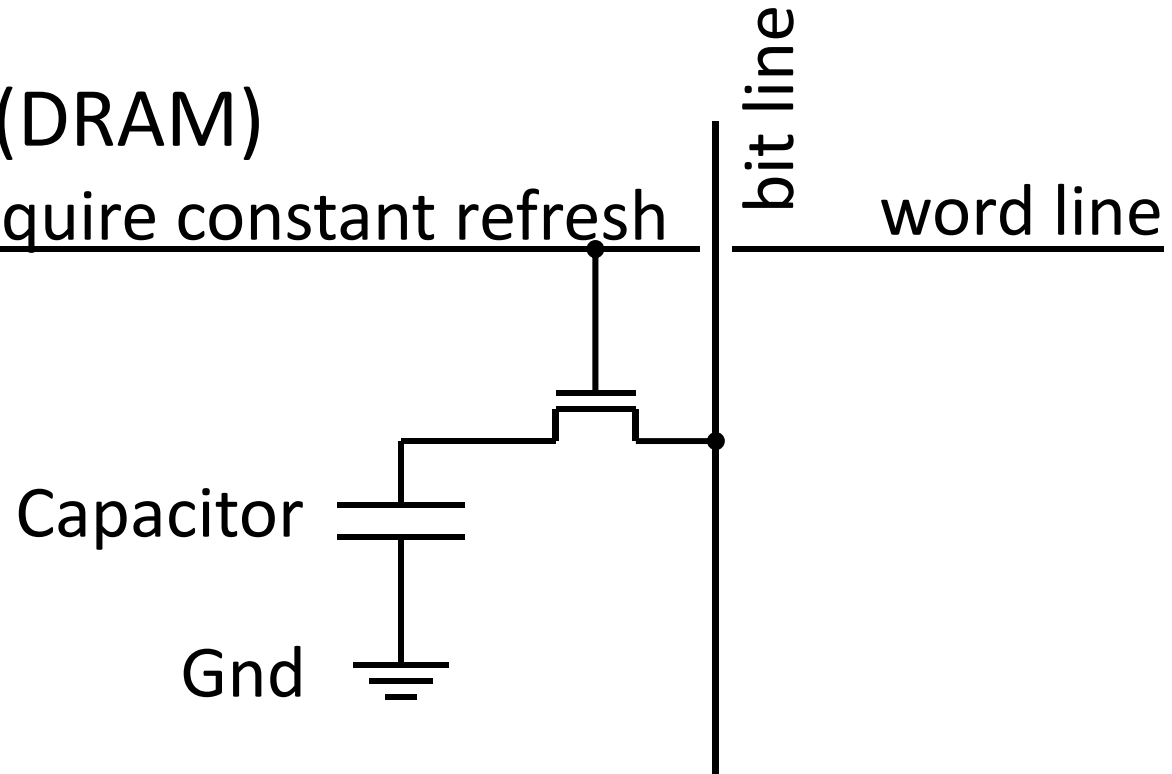 (DRAM)
quire constant refresh
bit line
word line
Capacitor
Gnd